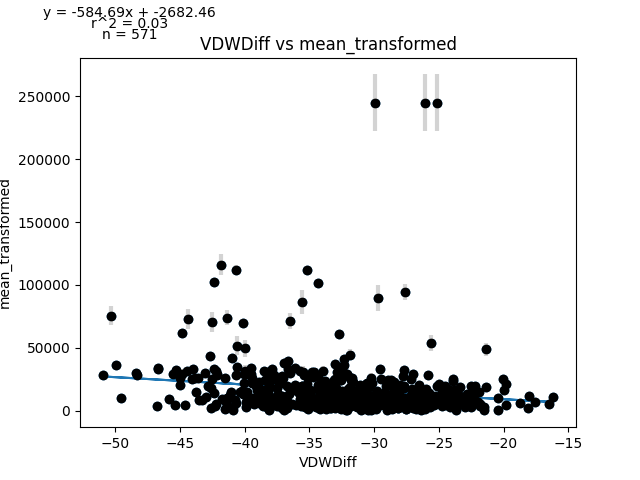 y = -584.69x + -2682.46
r^2 = 0.03
n = 571
VDWDiff vs mean_transformed
250000
200000
150000
100000
50000
0
mean_transformed
−50
−45
−40
−35
−30
−25
−20
−15
VDWDiff